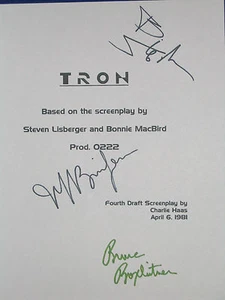 TRON
Based on the screenplay by
Steven Lisberger and Bonnie MacBird
Prod. 0222
Fourth Draft Screenplay by
Charlie Haas
April 6, 1981
Bruce
Boxleitner